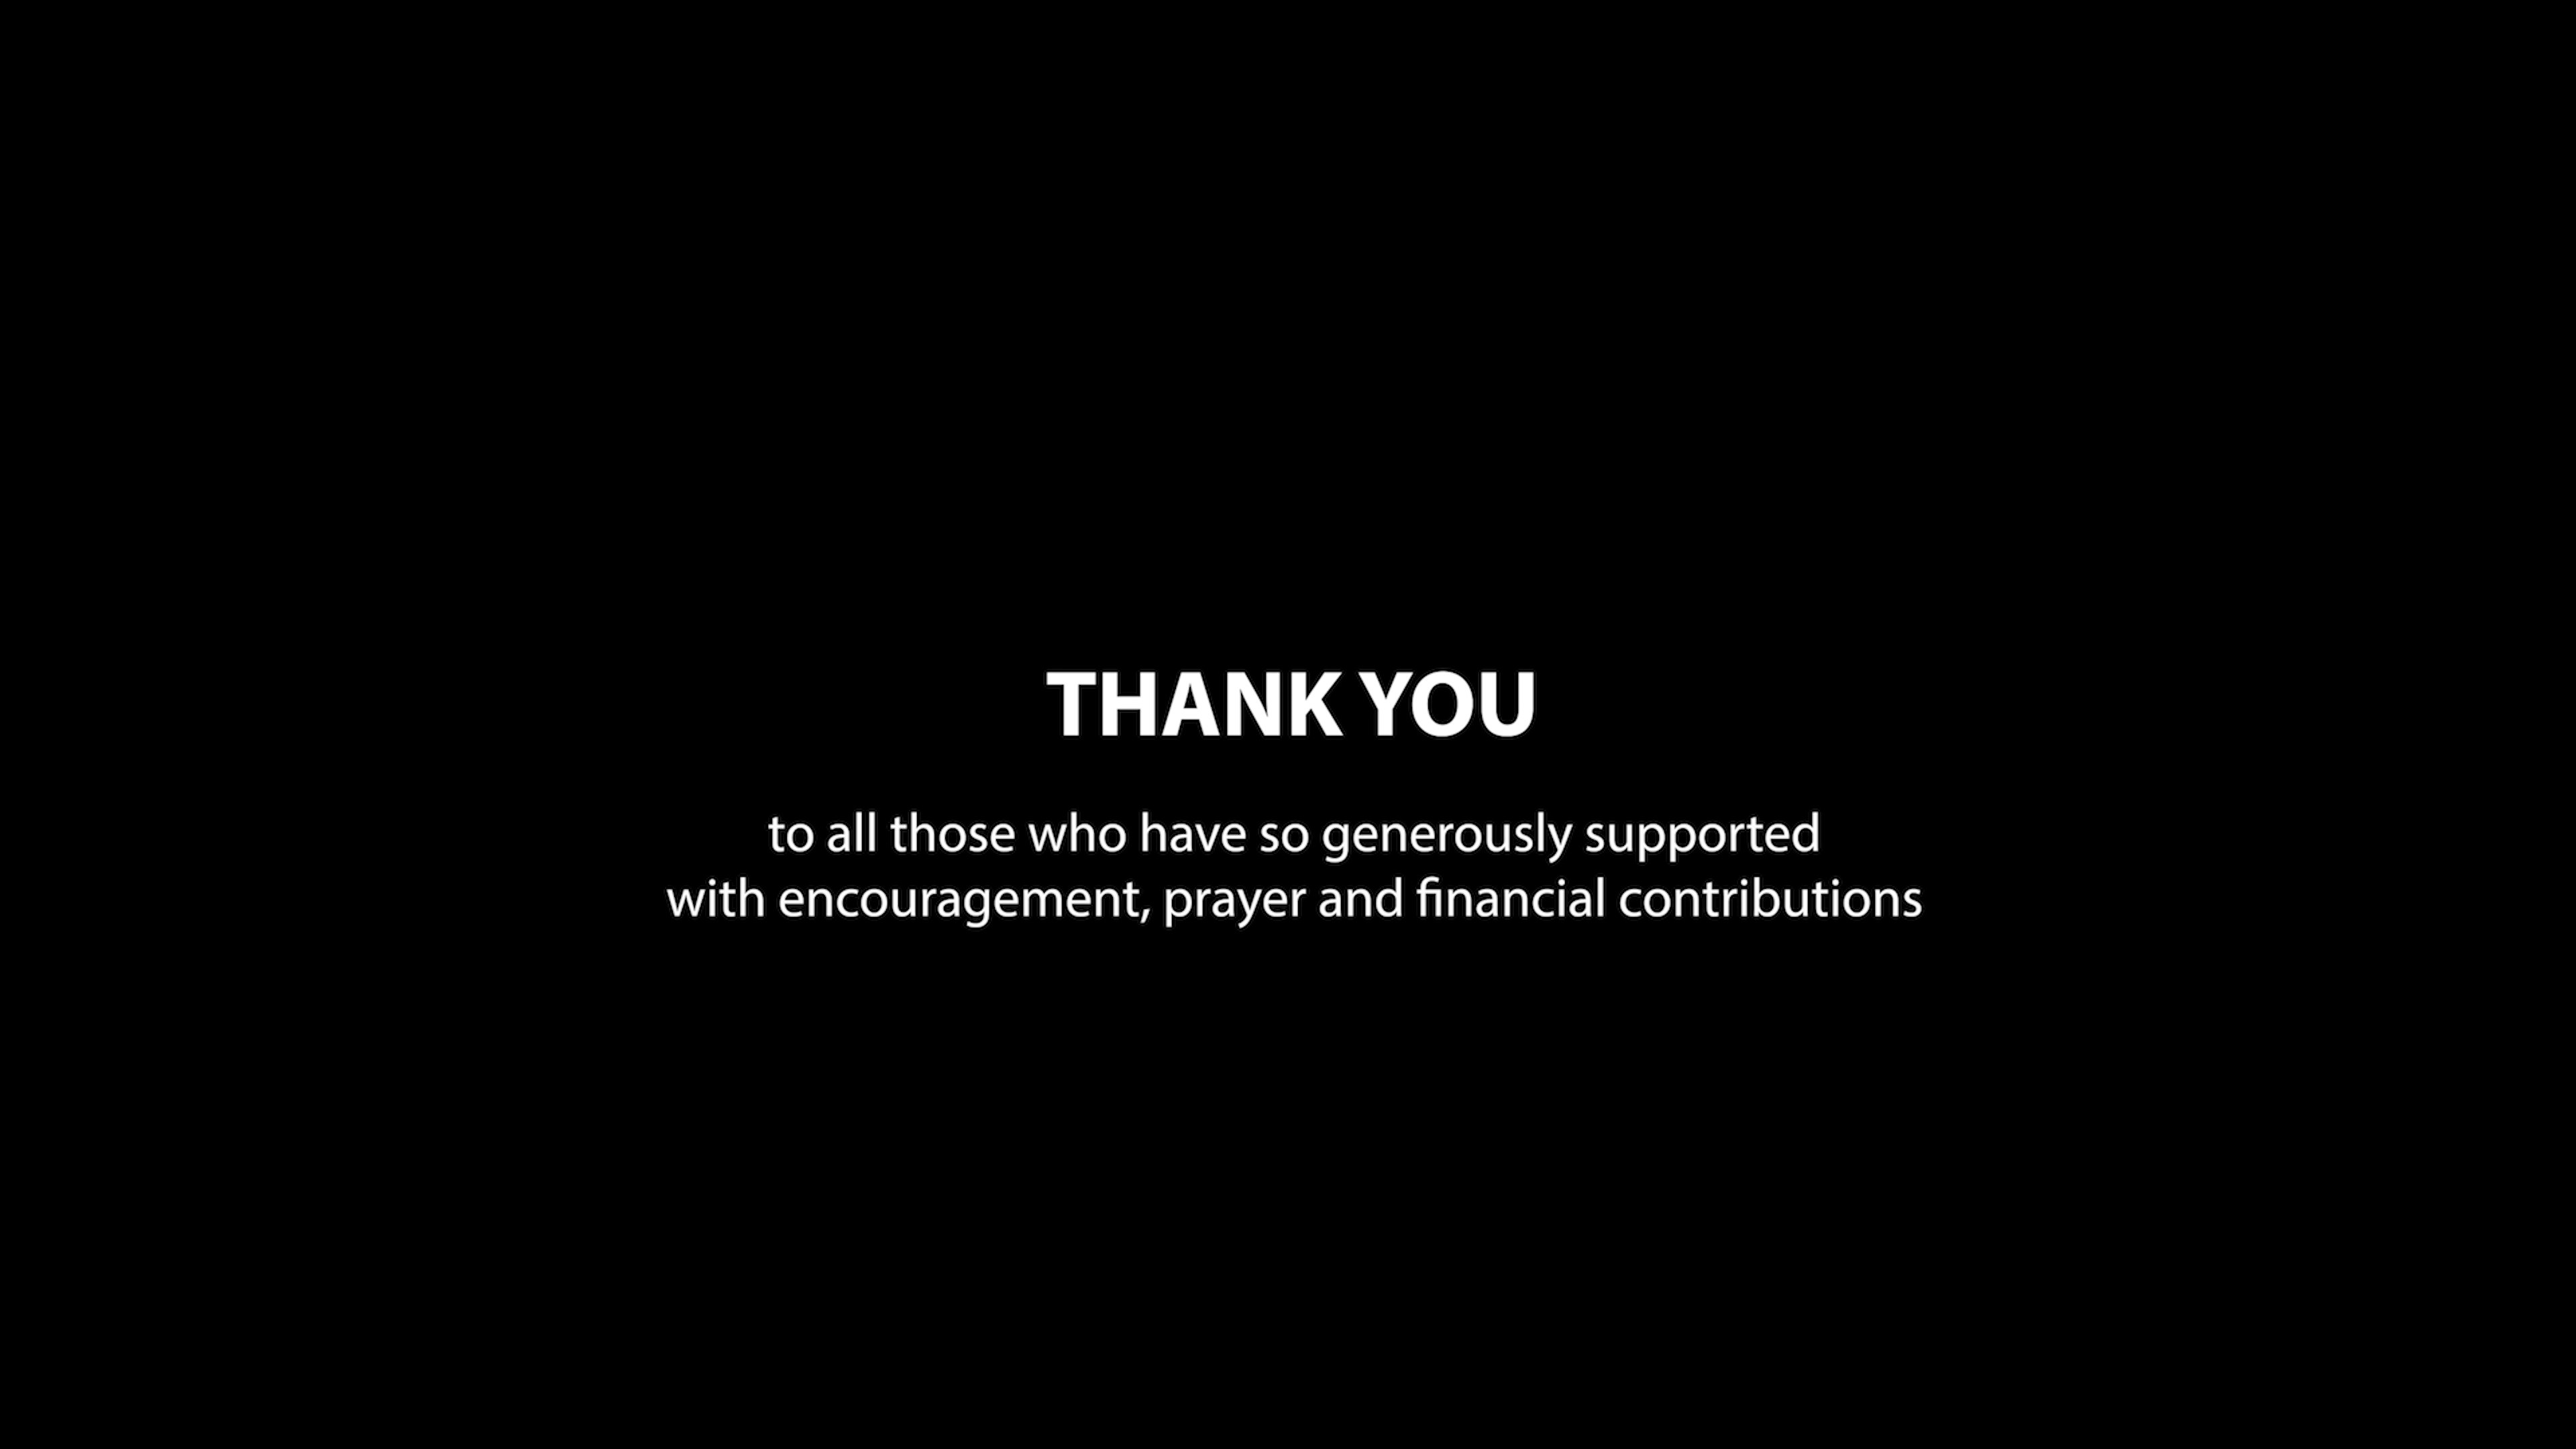 THANK YOU
to all those who have so generously supported
with encouragement, prayer and financial contributions